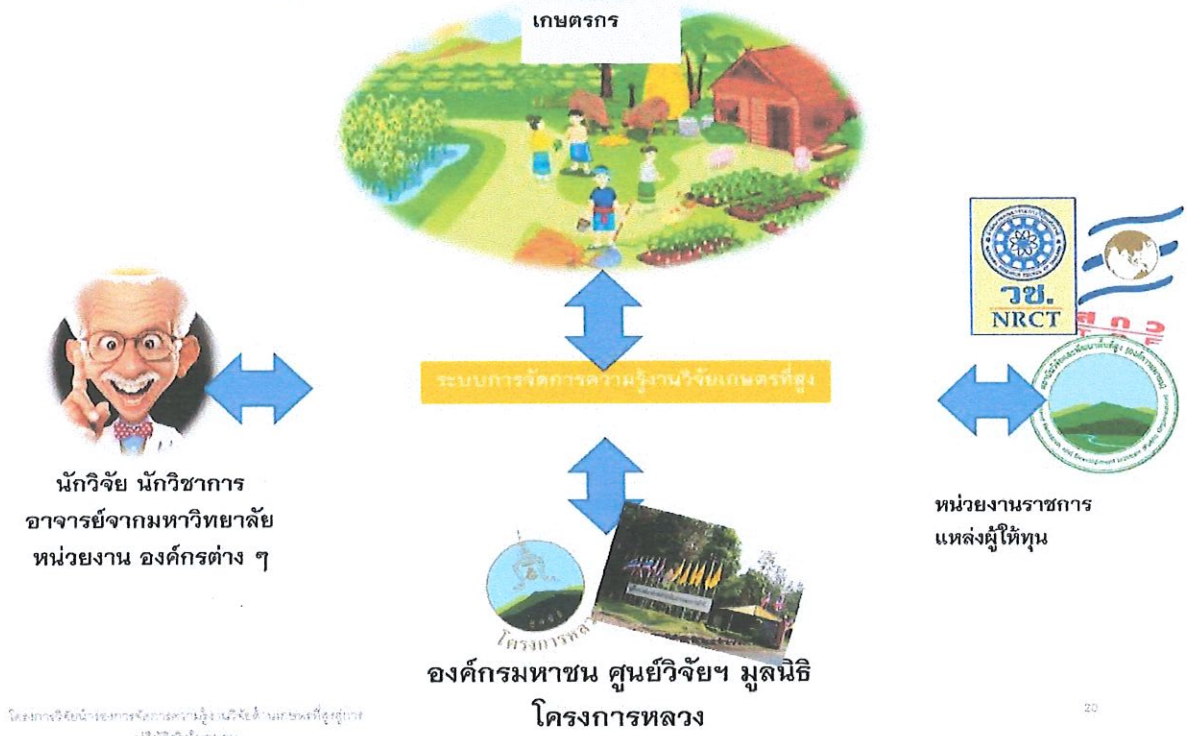 เกษตรกร
วช.
NRCT
สกว
ระบบการจัดการความรู้งานวิจัยเกษตรที่สูง
นักวิจัย นักวิชาการ
อาจารย์จากมหาวิทยาลัย
หน่วยงาน องค์กรต่าง ๆ
หน่วยงานราชการ
แหล่งผู้ให้ทุน
โครงการหลวง
องค์กรมหาชน ศูนย์วิจัยฯ มูลนิธิ
โครงการหลวง
20